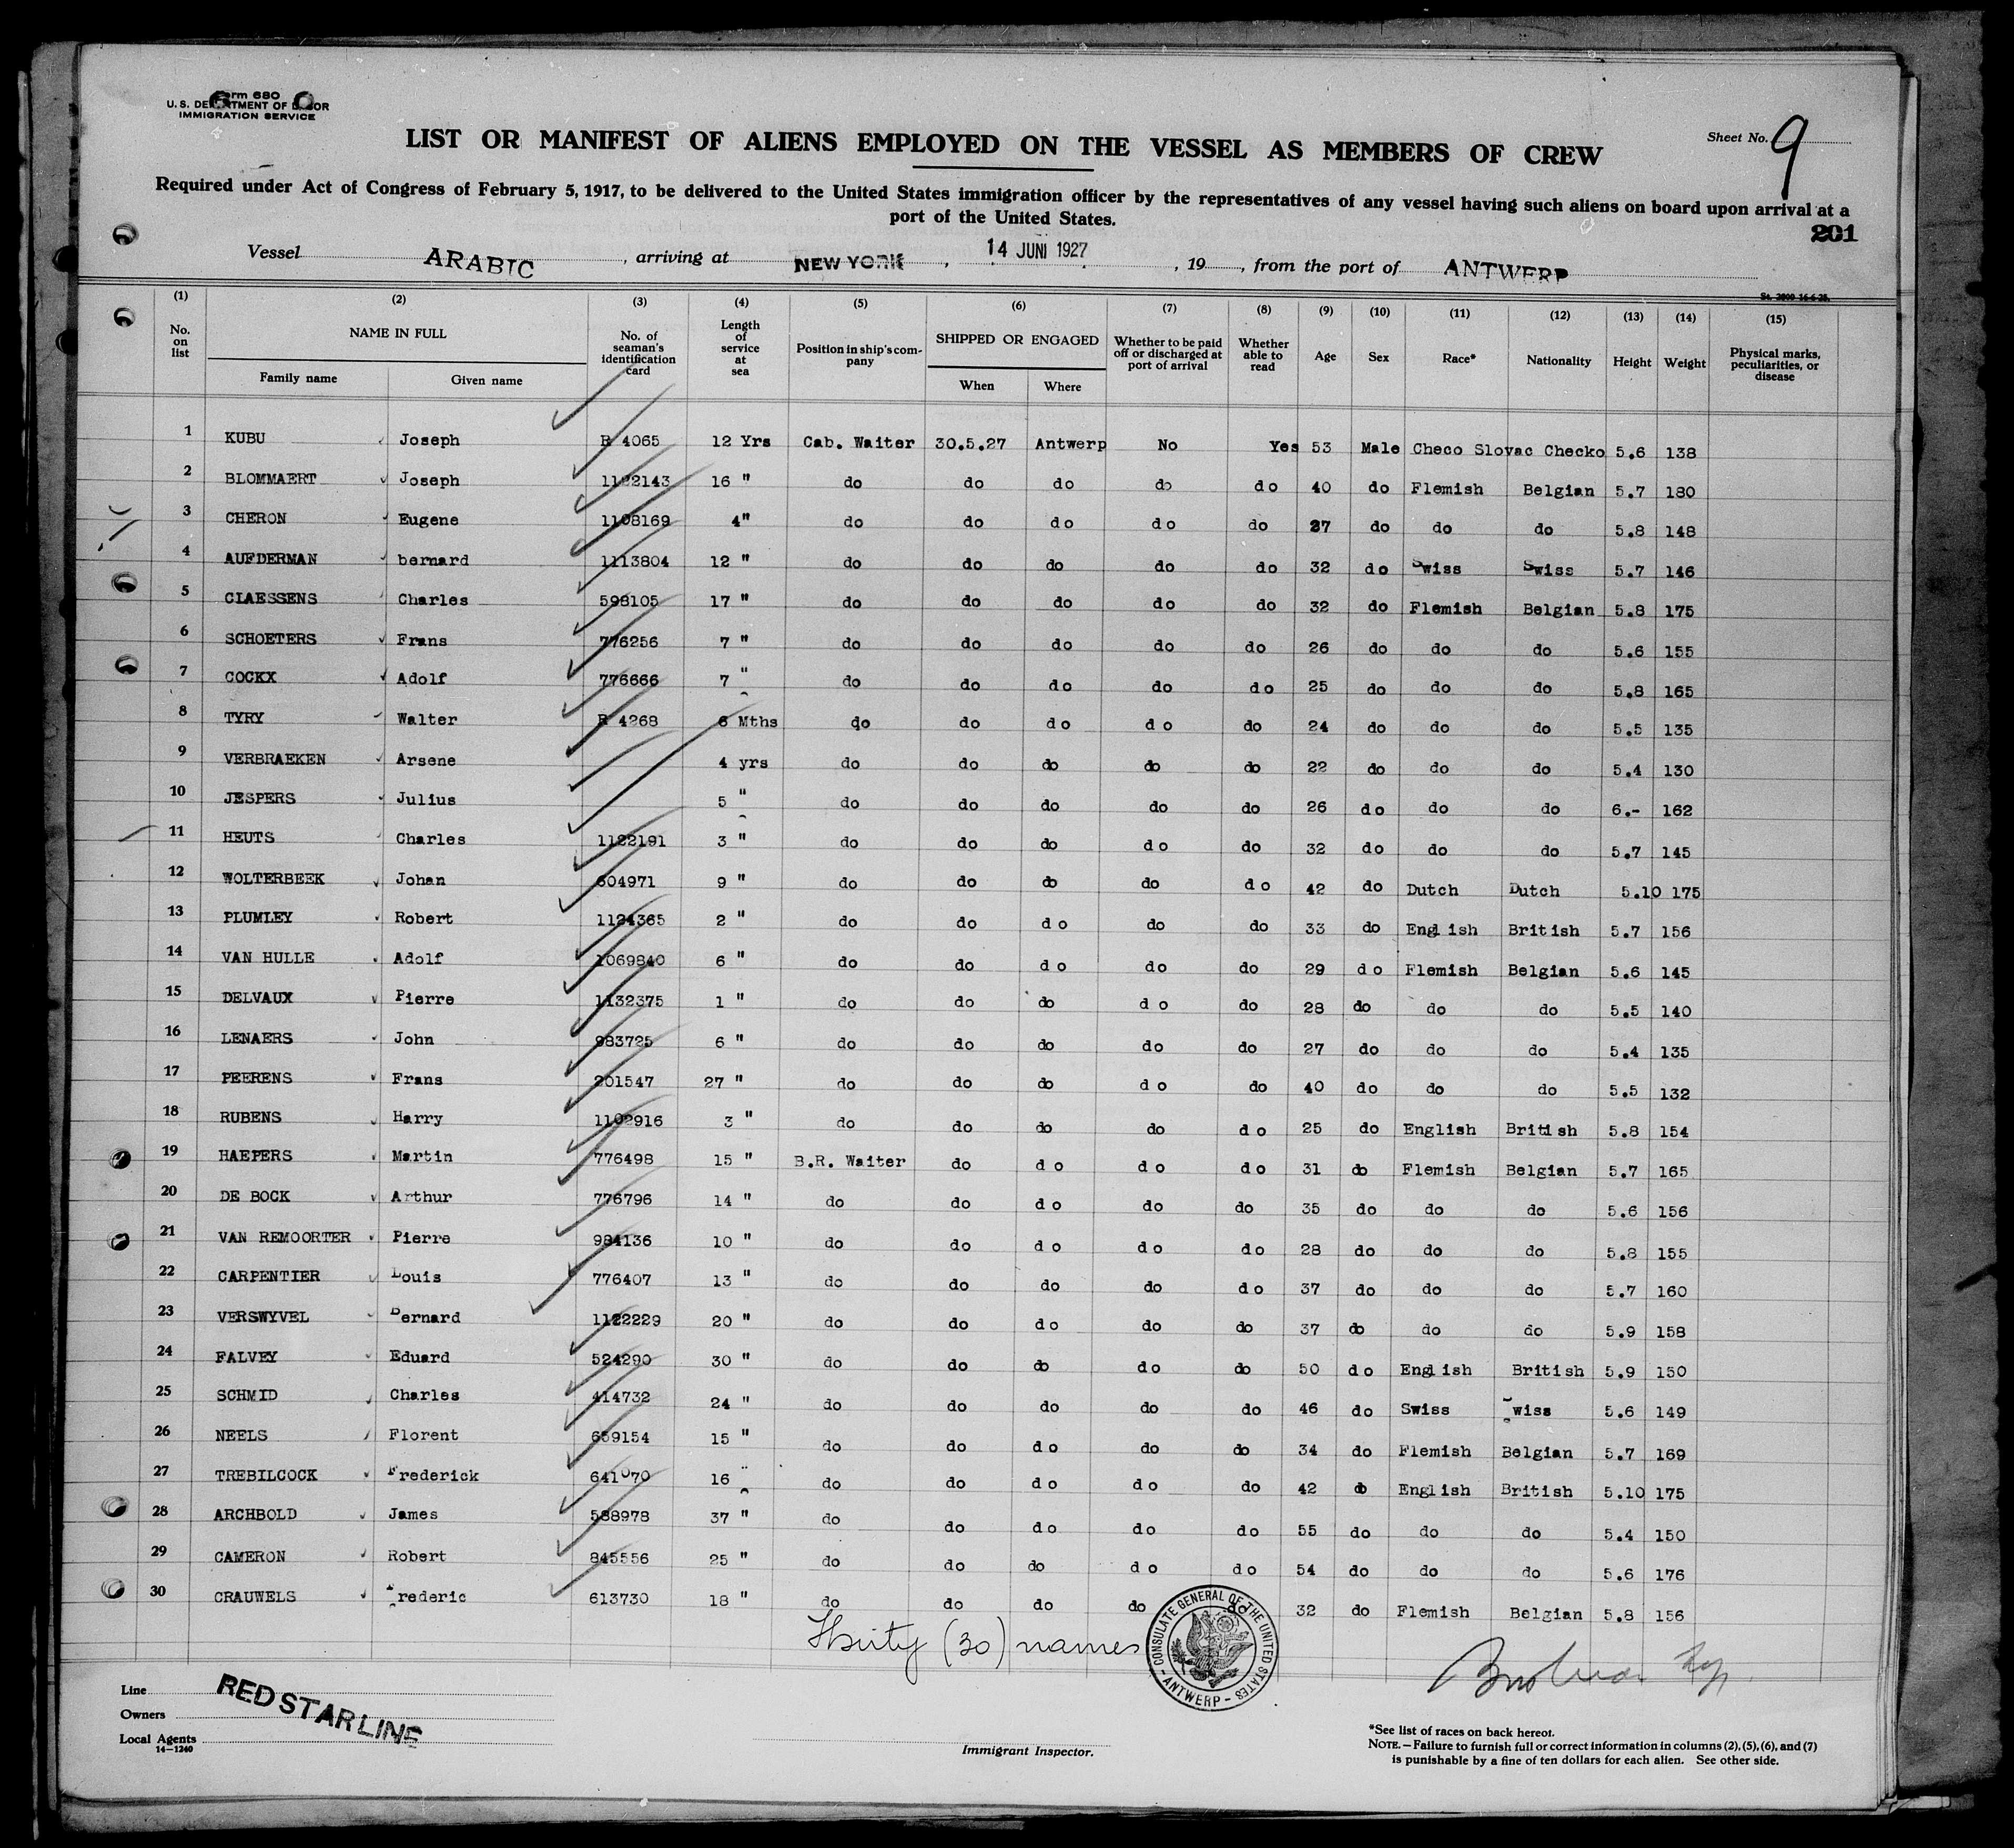 Form 680
U. S. DEPARTMENT OF LABOR
IMMIGRATION SERVICE
LIST OR MANIFEST OF ALIENS EMPLOYED ON THE VESSEL AS MEMBERS OF CREW
Sheet No. 9
Required under Act of Congress of February 5, 1917, to be delivered to the United States immigration officer by the representatives of any vessel having such aliens on board upon arrival at a
port of the United States.
201
Vessel ARABIC, arriving at NEW YORK, 14 JUNI 1927, 19, from the port of ANTWERP
St. 2800 16-6-25.
(1) (2) (3) (4) (5) (6) (7) (8) (9) (10) (11) (12) (13) (14) (15)
No. on list NAME IN FULL Family name Given name No. of seaman's identification card Length of service at sea Position in ship's company SHIPPED OR ENGAGED When Where Whether to be paid off or discharged at port of arrival Whether able to read Age Sex Race* Nationality Height Weight Physical marks, peculiarities, or disease
1 KUBU Joseph R 4065 12 Yrs Cab. Waiter 30.5.27 Antwerp No Yes 53 Male Checo Slovac Checko 5.6 138
2 BLOMMAERT Joseph 1122143 16 " do do do do do 40 do Flemish Belgian 5.7 180
3 CHERON Eugene 1108169 4" do do do do do 27 do do do 5.8 148
4 AUFDERMAN bernard 1113804 12 " do do do do do 32 do Swiss Swiss 5.7 146
5 CLAESSENS Charles 598105 17 " do do do do do 32 do Flemish Belgian 5.8 175
6 SCHOETERS Frans 776256 7 " do do do do do 26 do do do 5.6 155
7 COCKX Adolf 776666 7 " do do do do do 25 do do do 5.8 165
8 TYRY Walter R 4268 6 Mths do do do do do 24 do do do 5.5 135
9 VERBRAEKEN Arsene 4 yrs do do do do do 22 do do do 5.4 130
10 JESPERS Julius 5 " do do do do do 26 do do do 6.- 162
11 HEUTS Charles 1122191 3 " do do do do do 32 do do do 5.7 145
12 WOLTERBEEK Johan 604971 9 " do do do do do 42 do Dutch Dutch 5.10 175
13 PLUMLEY Robert 1124365 2 " do do do do do 33 do English British 5.7 156
14 VAN HULLE Adolf 1069840 6 " do do do do do 29 do Flemish Belgian 5.6 145
15 DELVAUX Pierre 1132375 1 " do do do do do 28 do do do 5.5 140
16 LENAERS John 983725 6 " do do do do do 27 do do do 5.4 135
17 PEERENS Frans 201547 27 " do do do do do 40 do do do 5.5 132
18 RUBENS Harry 1102916 3 " do do do do do 25 do English British 5.8 154
19 HAEPERS Martin 776498 15 " B.R. Waiter do do do do 31 do Flemish Belgian 5.7 165
20 DE BOCK Arthur 776796 14 " do do do do do 35 do do do 5.6 156
21 VAN REMOORTER Pierre 984136 10 " do do do do do 28 do do do 5.8 155
22 CARPENTIER Louis 776407 13 " do do do do do 37 do do do 5.7 160
23 VERSWYVEL Bernard 1122229 20 " do do do do do 37 do do do 5.9 158
24 FALVEY Eduard 524290 30 " do do do do do 50 do English British 5.9 150
25 SCHMID Charles 414732 24 " do do do do do 46 do Swiss Swiss 5.6 149
26 NEELS Florent 659154 15 " do do do do do 34 do Flemish Belgian 5.7 169
27 TREBILCOCK Frederick 641070 16 " do do do do do 42 do English British 5.10 175
28 ARCHBOLD James 588978 37 " do do do do do 55 do do do 5.4 150
29 CAMERON Robert 845556 25 " do do do do do 54 do do do 5.6 176
30 CRAUWELS Frederic 613730 18 " do do do do do 32 do Flemish Belgian 5.8 156
Thirty (30) names
CONSULATE GENERAL OF THE UNITED STATES - ANTWERP -
Line
RED STAR LINE
Owners
Local Agents
14—1240
Immigrant Inspector.
*See list of races on back hereof.
NOTE.—Failure to furnish full or correct information in columns (2), (5), (6), and (7)
is punishable by a fine of ten dollars for each alien. See other side.